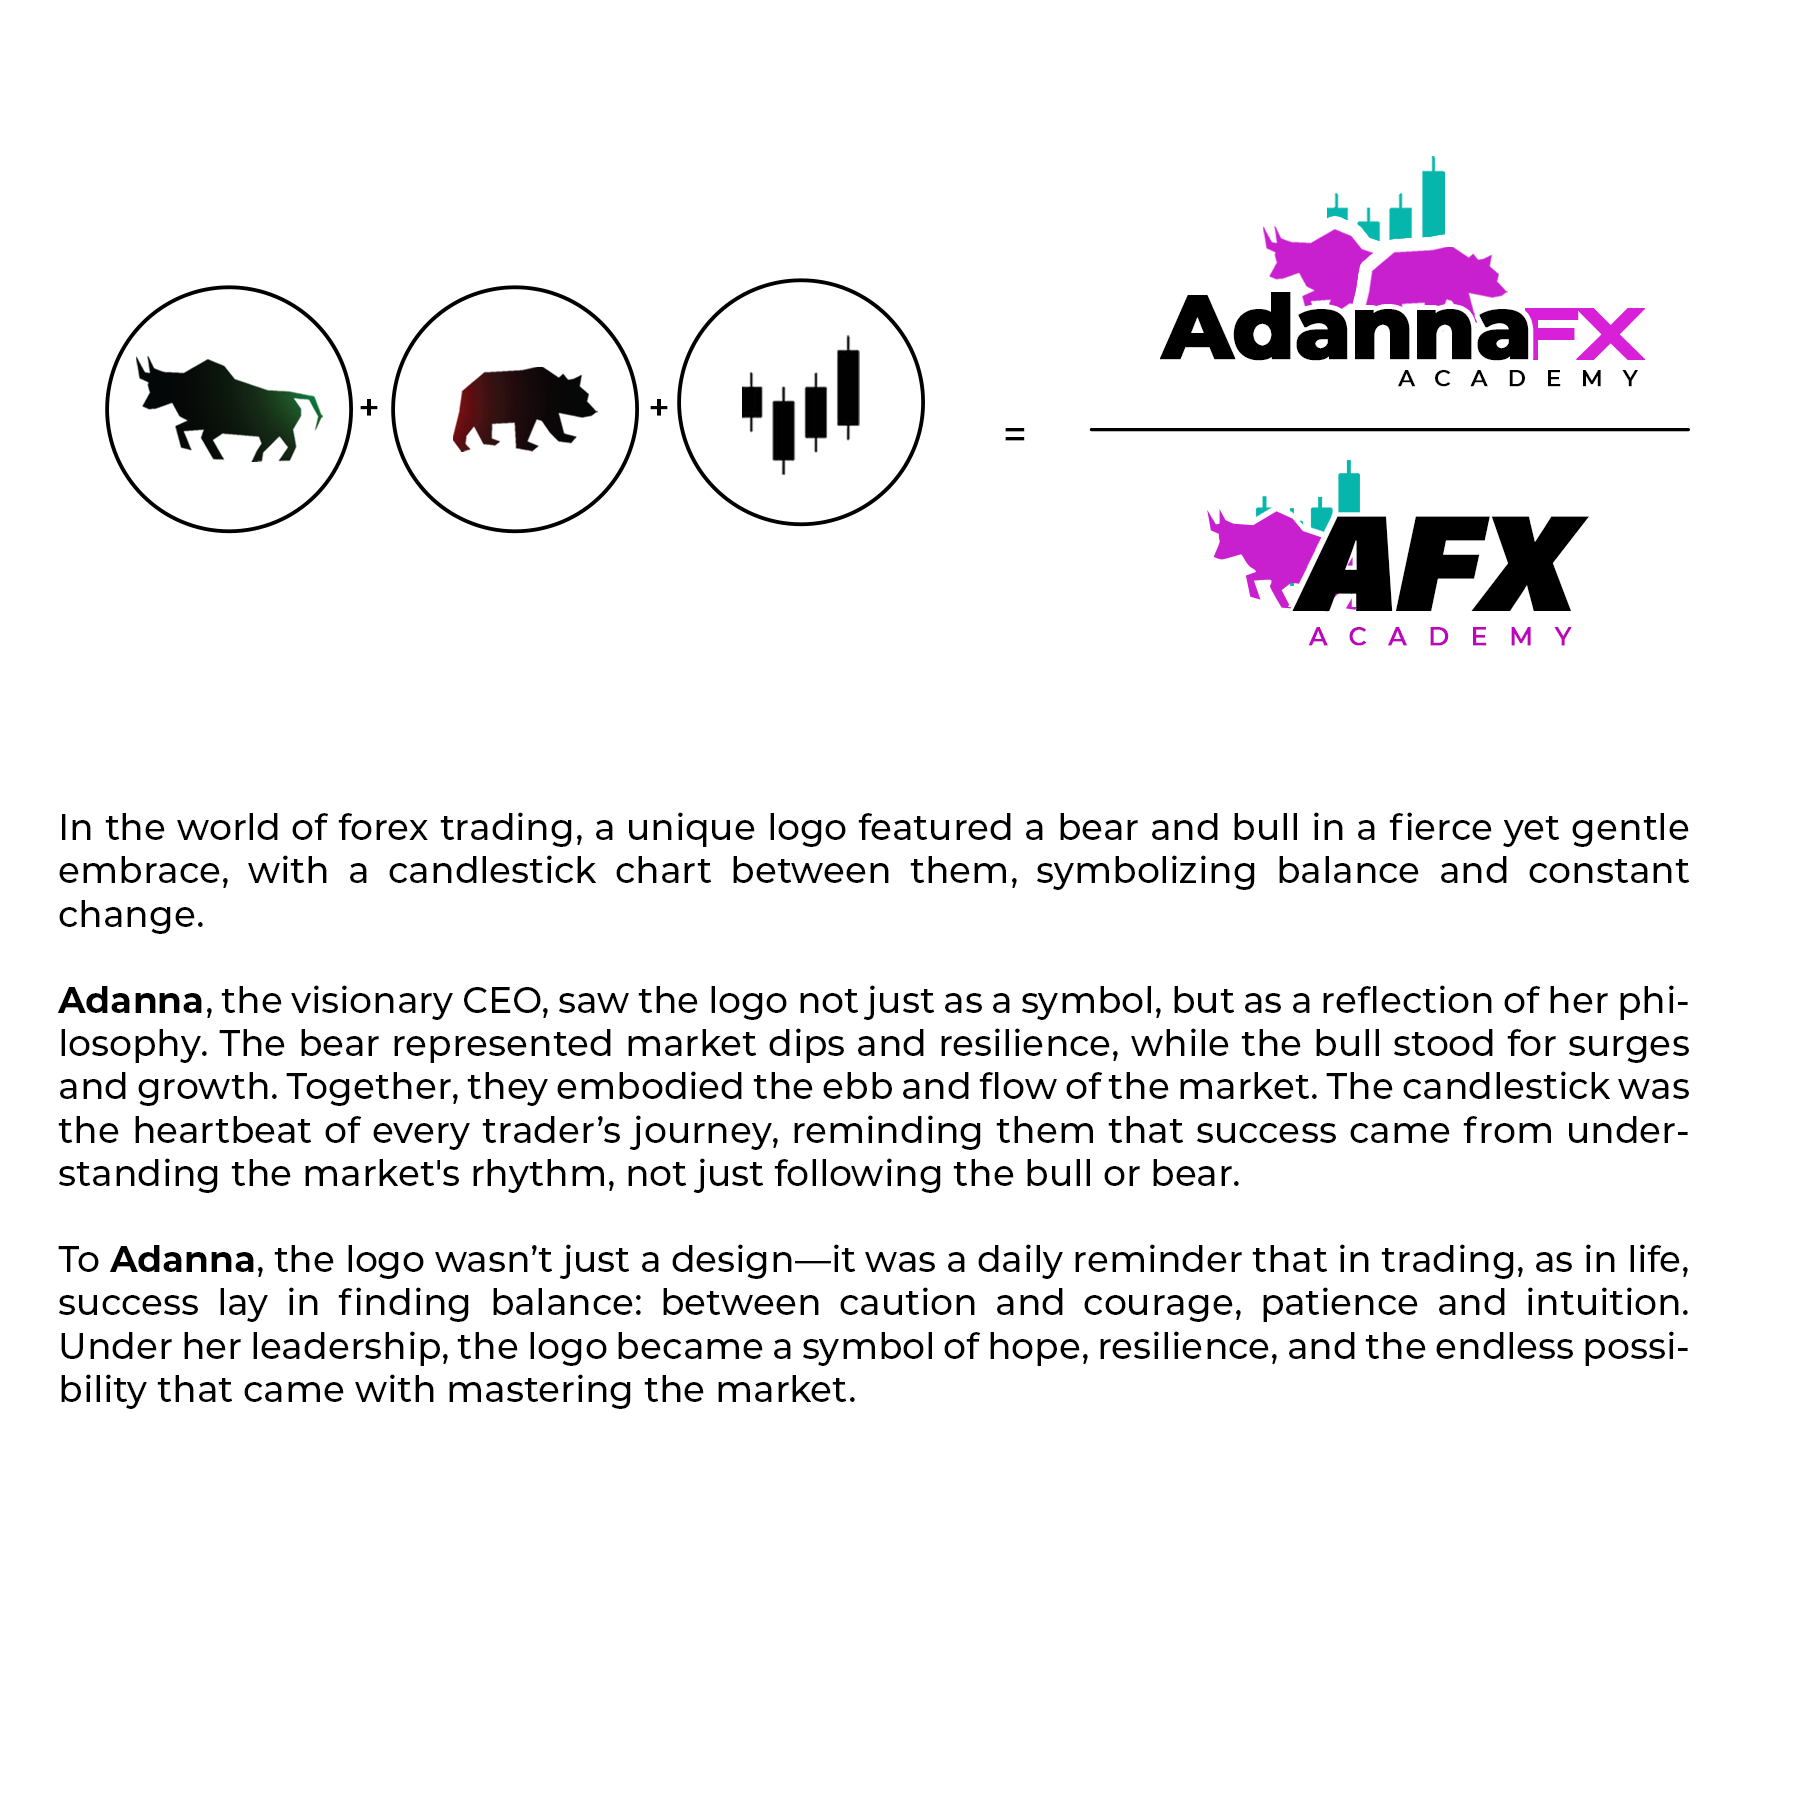 + + =
AdannaFX
ACADEMY
AFX
ACADEMY
In the world of forex trading, a unique logo featured a bear and bull in a fierce yet gentle
embrace, with a candlestick chart between them, symbolizing balance and constant
change.
Adanna, the visionary CEO, saw the logo not just as a symbol, but as a reflection of her phi-
losophy. The bear represented market dips and resilience, while the bull stood for surges
and growth. Together, they embodied the ebb and flow of the market. The candlestick was
the heartbeat of every trader’s journey, reminding them that success came from under-
standing the market's rhythm, not just following the bull or bear.
To Adanna, the logo wasn’t just a design—it was a daily reminder that in trading, as in life,
success lay in finding balance: between caution and courage, patience and intuition.
Under her leadership, the logo became a symbol of hope, resilience, and the endless possi-
bility that came with mastering the market.